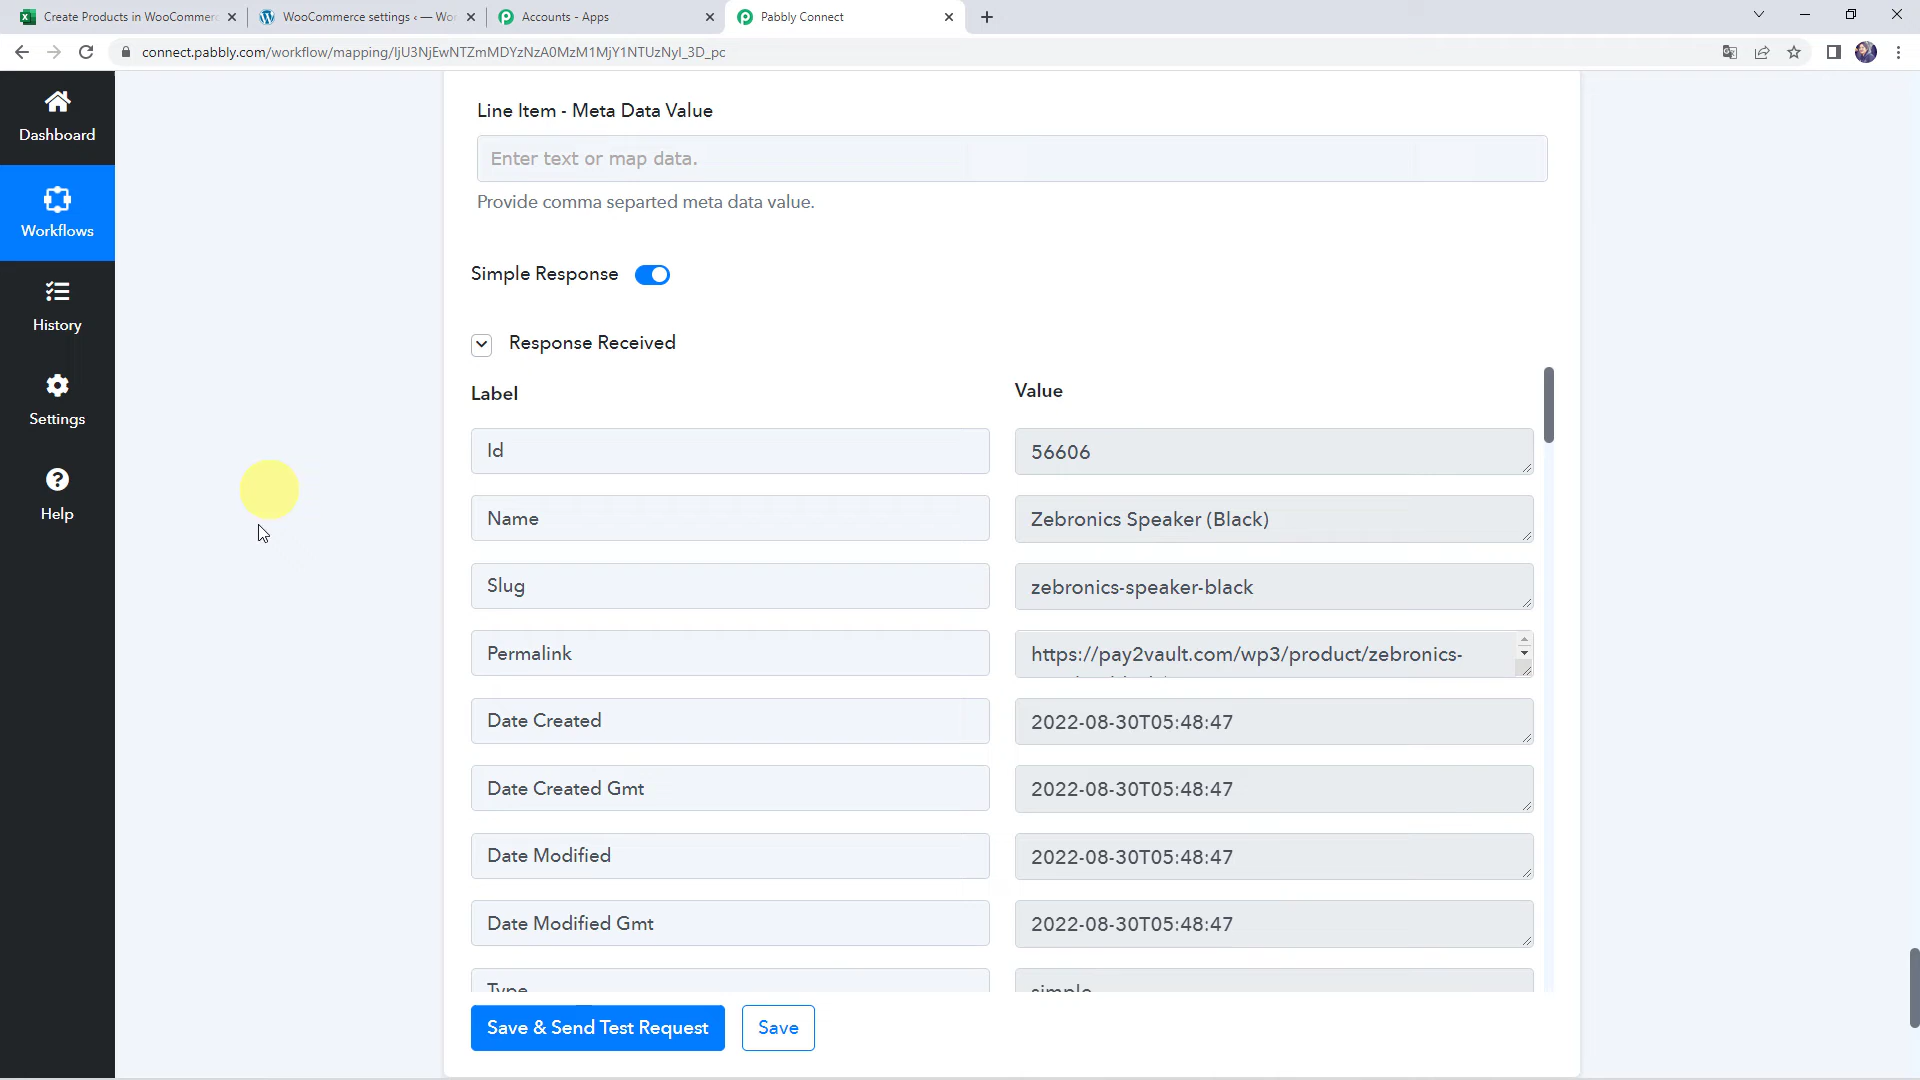 Create Products in WooCommer
WooCommerce settings ‹ — Wor
Accounts - Apps
Pabbly Connect
connect.pabbly.com/workflow/mapping/IjU3NjEwNTZmMDYzNzA0MzM1MjY1NTUzNyI_3D_pc
Dashboard
Workflows
History
Settings
Help
Line Item - Meta Data Value
Enter text or map data.
Provide comma separted meta data value.
Simple Response
Response Received
Label Value
Id 56606
Name Zebronics Speaker (Black)
Slug zebronics-speaker-black
Permalink https://pay2vault.com/wp3/product/zebronics-
Date Created 2022-08-30T05:48:47
Date Created Gmt 2022-08-30T05:48:47
Date Modified 2022-08-30T05:48:47
Date Modified Gmt 2022-08-30T05:48:47
Type simple
Save & Send Test Request Save